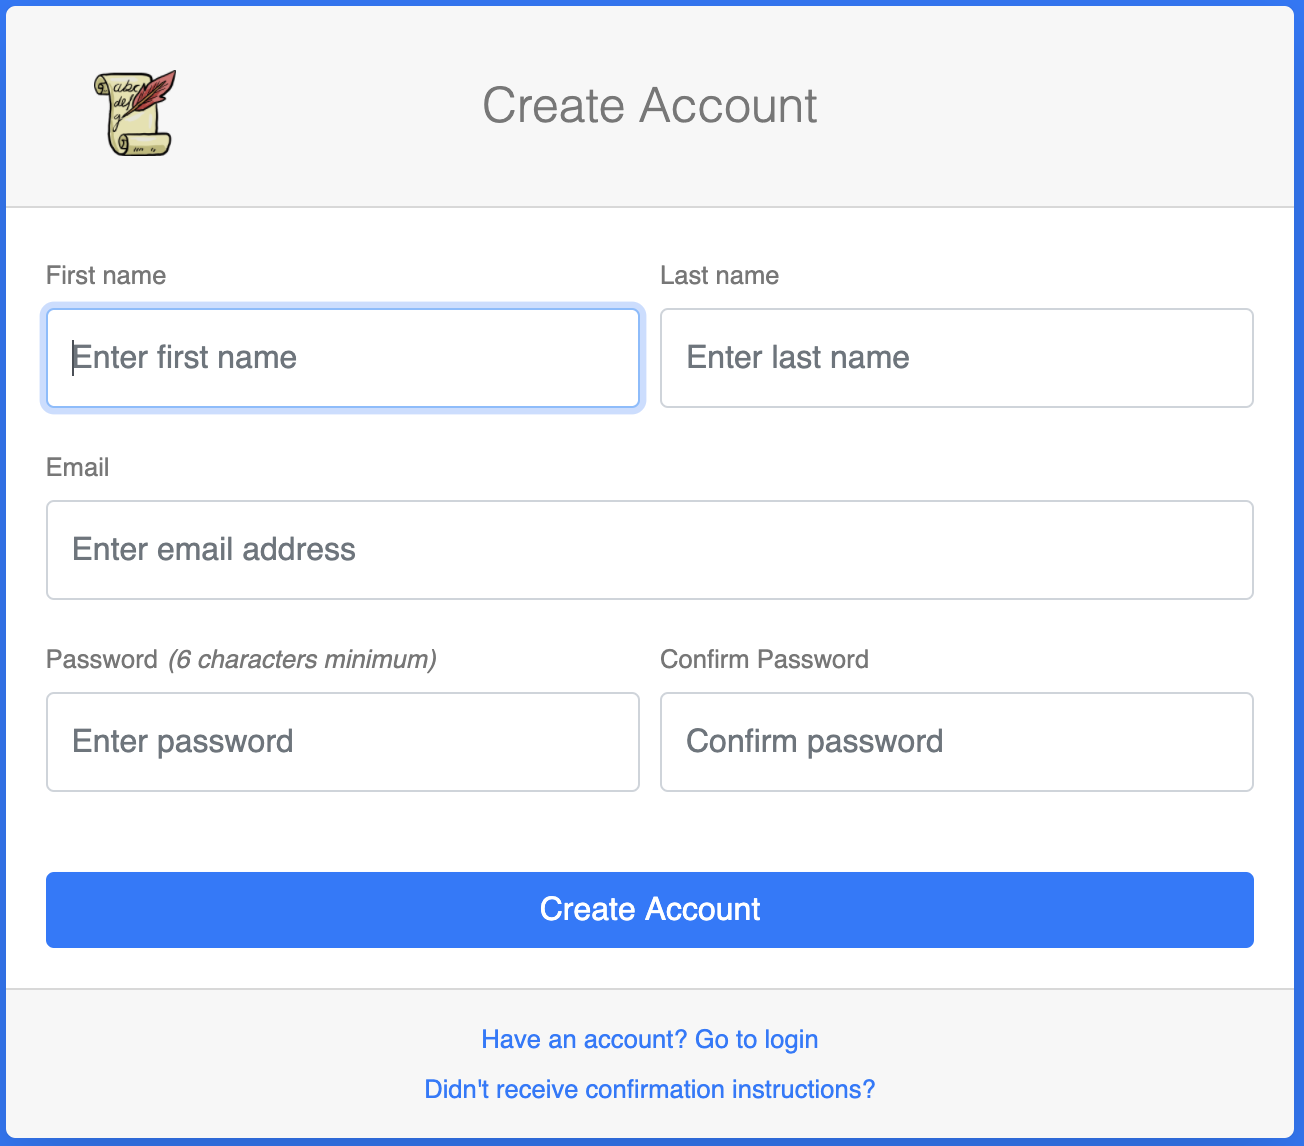 abcd
def
g
Create Account
First name
Last name
Enter first name
Enter last name
Email
Enter email address
Password (6 characters minimum)
Confirm Password
Enter password
Confirm password
Create Account
Have an account? Go to login
Didn't receive confirmation instructions?